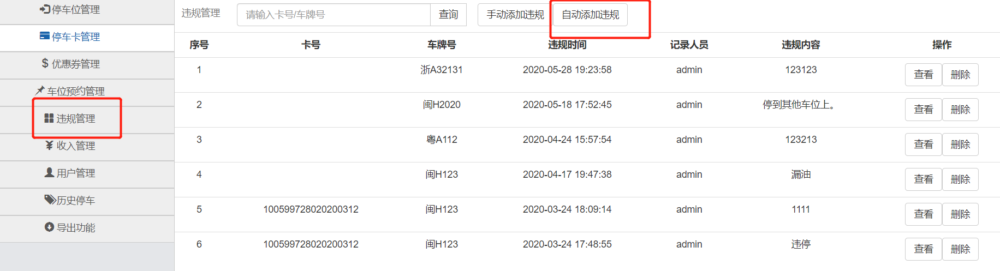 停车位管理
停车卡管理
$ 优惠券管理
车位预约管理
违规管理
¥ 收入管理
用户管理
历史停车
导出功能
违规管理 请输入卡号/车牌号 查询 手动添加违规 自动添加违规
序号 卡号 车牌号 违规时间 记录人员 违规内容 操作
1 浙A32131 2020-05-28 19:23:58 admin 123123 查看 删除
2 闽H2020 2020-05-18 17:52:45 admin 停到其他车位上。 查看 删除
3 粤A112 2020-04-24 15:57:54 admin 123213 查看 删除
4 闽H123 2020-04-17 19:47:38 admin 漏油 查看 删除
5 100599728020200312 闽H123 2020-03-24 18:09:14 admin 1111 查看 删除
6 100599728020200312 闽H123 2020-03-24 17:48:55 admin 违停 查看 删除